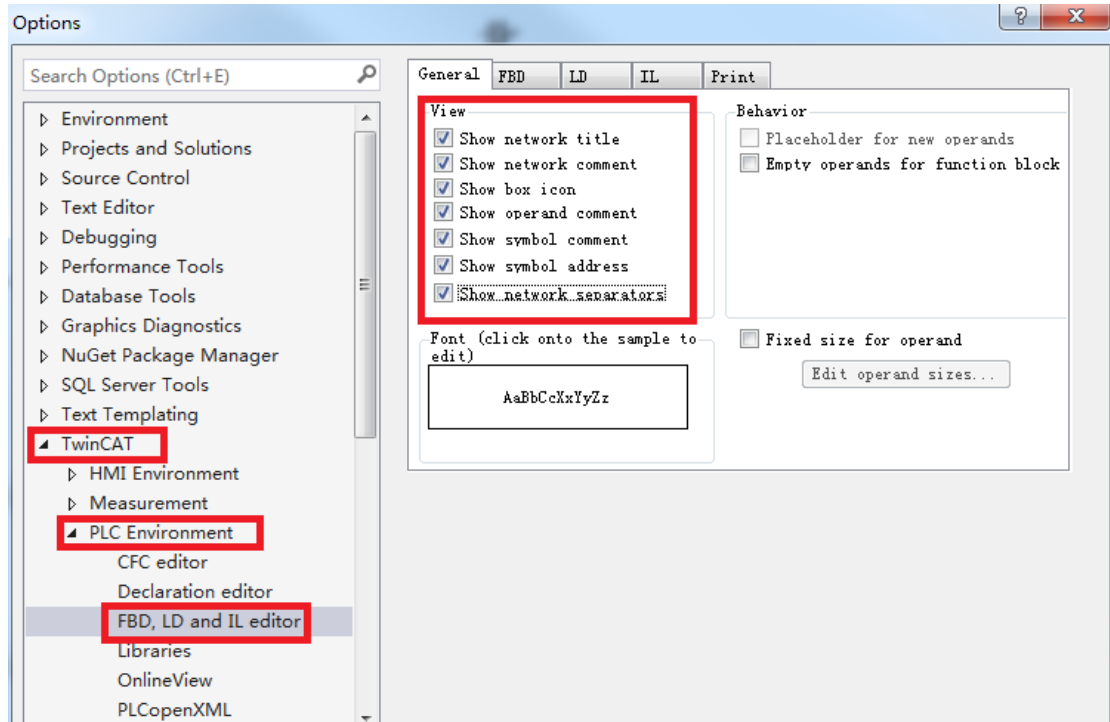 Options
Search Options (Ctrl+E)
Environment
Projects and Solutions
Source Control
Text Editor
Debugging
Performance Tools
Database Tools
Graphics Diagnostics
NuGet Package Manager
SQL Server Tools
Text Templating
TwinCAT
HMI Environment
Measurement
PLC Environment
CFC editor
Declaration editor
FBD, LD and IL editor
Libraries
OnlineView
PLCopenXML
General FBD LD IL Print
View
Show network title
Show network comment
Show box icon
Show operand comment
Show symbol comment
Show symbol address
Show network separators
Behavior
Placeholder for new operands
Empty operands for function block
Font (click onto the sample to
edit)
AaBbCcXxYyZz
Fixed size for operand
Edit operand sizes...